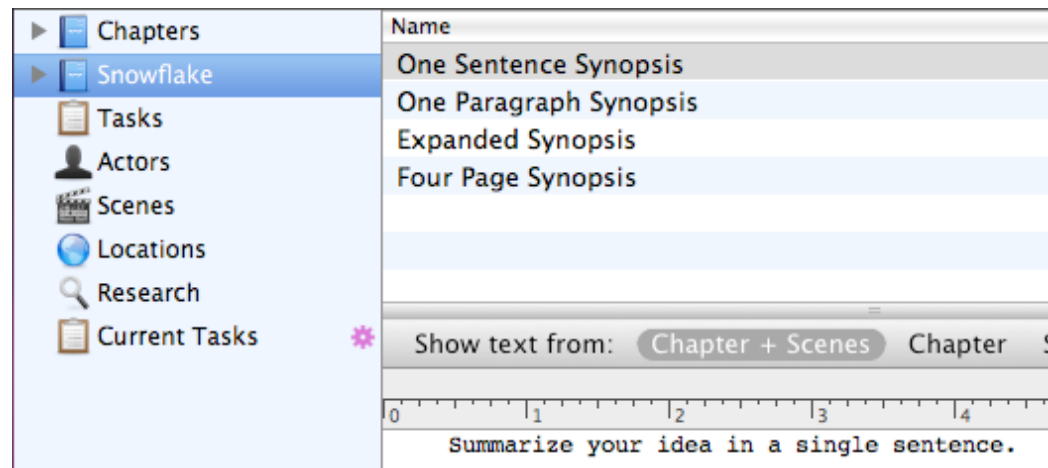 Chapters
Snowflake
Tasks
Actors
Scenes
Locations
Research
Current Tasks
Name
One Sentence Synopsis
One Paragraph Synopsis
Expanded Synopsis
Four Page Synopsis
Show text from: Chapter + Scenes Chapter
0 1 2 3 4
Summarize your idea in a single sentence.